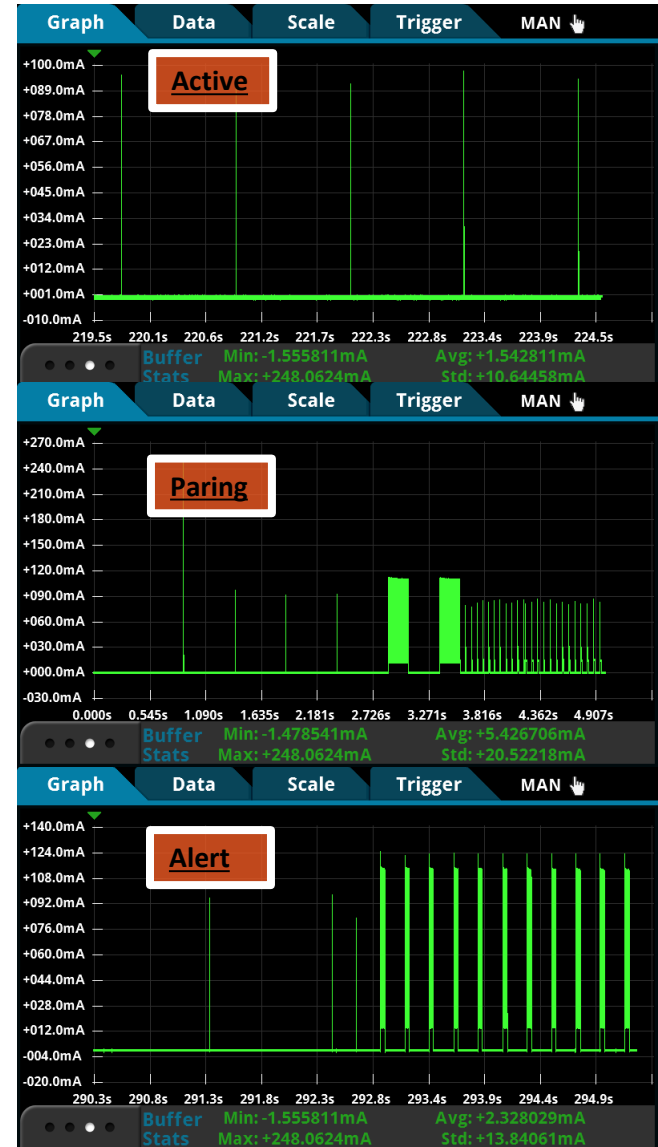 Graph Data Scale Trigger MAN
+100.0mA
Active
+089.0mA
+078.0mA
+067.0mA
+056.0mA
+045.0mA
+034.0mA
+023.0mA
+012.0mA
+001.0mA
-010.0mA
219.5s 220.1s 220.6s 221.2s 221.7s 222.3s 222.8s 223.4s 223.9s 224.5s
Buffer Min: -1.555811mA Avg: +1.542811mA
Stats Max: +248.0624mA Std: +10.64458mA
Graph Data Scale Trigger MAN
+270.0mA
+240.0mA
Paring
+210.0mA
+180.0mA
+150.0mA
+120.0mA
+090.0mA
+060.0mA
+030.0mA
+000.0mA
-030.0mA
0.000s 0.545s 1.090s 1.635s 2.181s 2.726s 3.271s 3.816s 4.362s 4.907s
Buffer Min: -1.478541mA Avg: +5.426706mA
Stats Max: +248.0624mA Std: +20.52218mA
Graph Data Scale Trigger MAN
+140.0mA
+124.0mA
Alert
+108.0mA
+092.0mA
+076.0mA
+060.0mA
+044.0mA
+028.0mA
+012.0mA
-004.0mA
-020.0mA
290.3s 290.8s 291.3s 291.8s 292.3s 292.8s 293.4s 293.9s 294.4s 294.9s
Buffer Min: -1.555811mA Avg: +2.328029mA
Stats Max: +248.0624mA Std: +13.84061mA